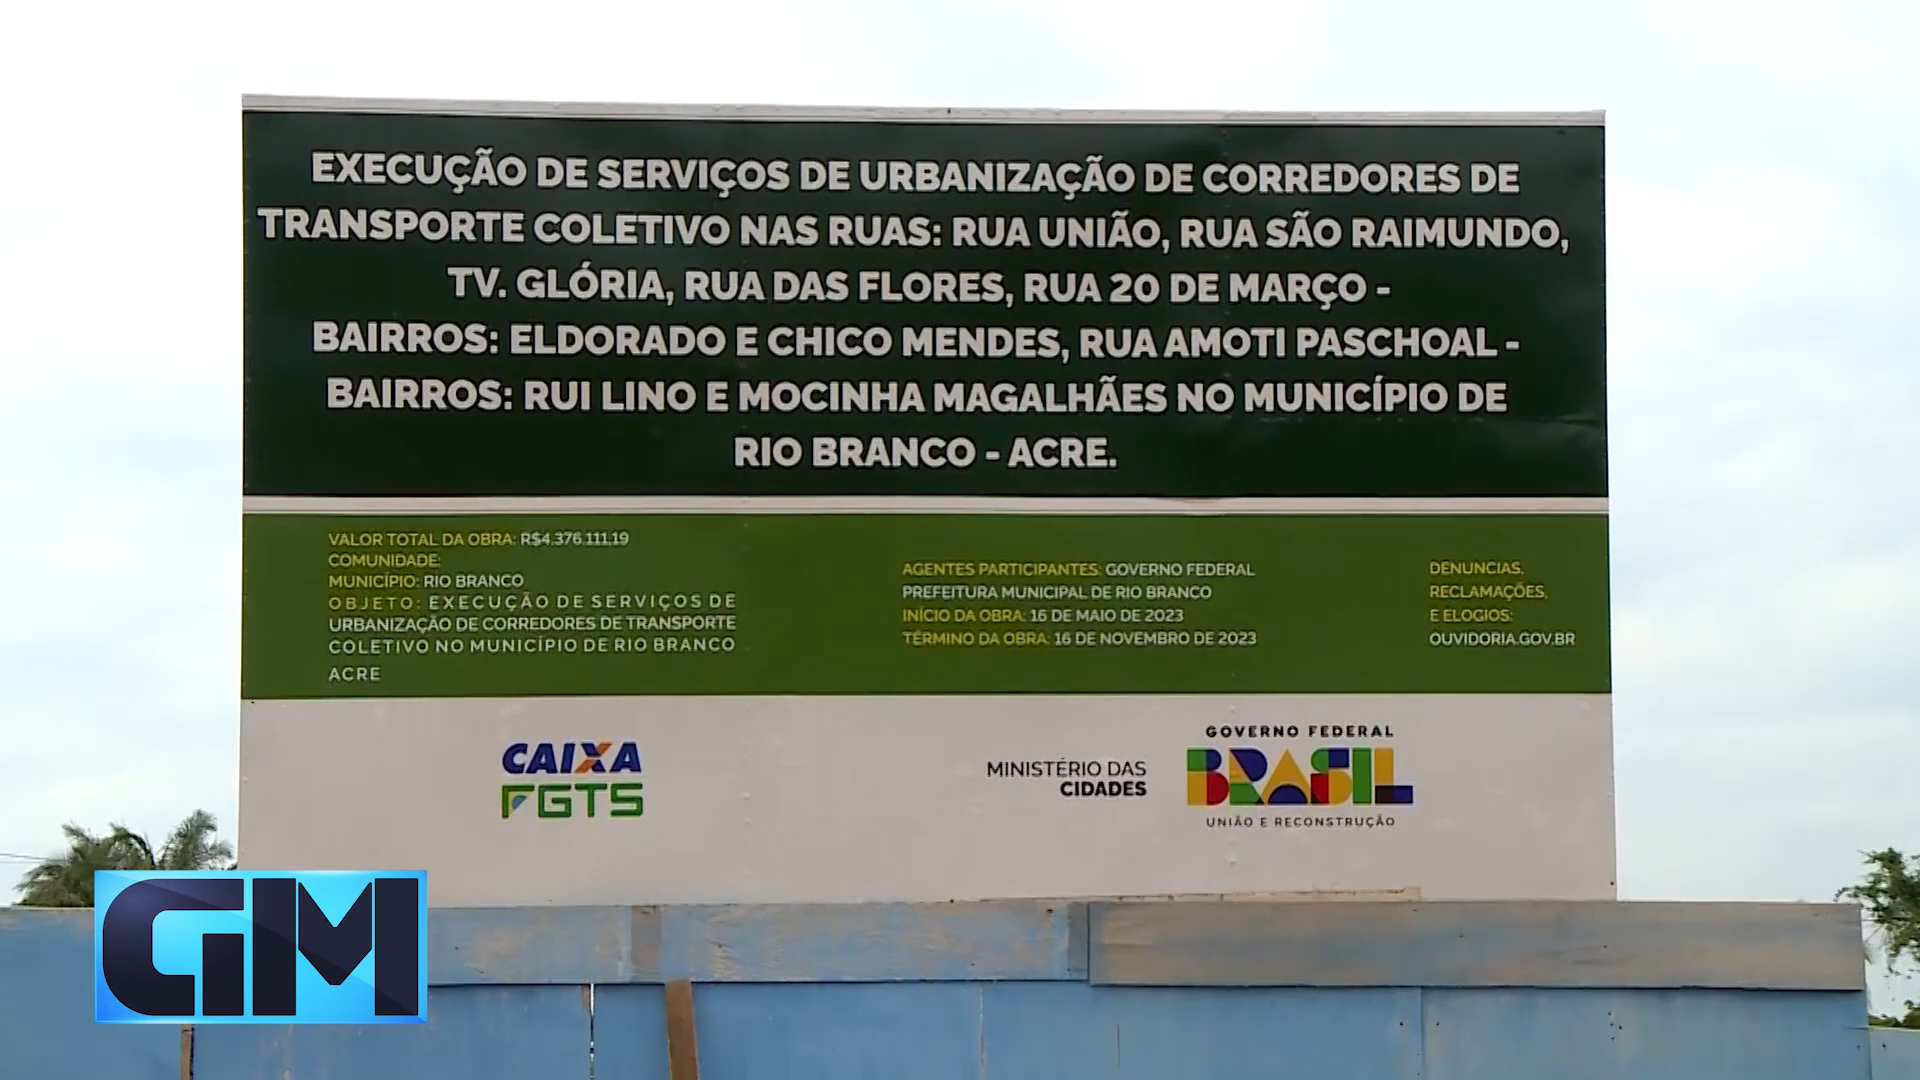 EXECUÇÃO DE SERVIÇOS DE URBANIZAÇÃO DE CORREDORES DE
TRANSPORTE COLETIVO NAS RUAS: RUA UNIÃO, RUA SÃO RAIMUNDO,
TV. GLÓRIA, RUA DAS FLORES, RUA 20 DE MARÇO -
BAIRROS: ELDORADO E CHICO MENDES, RUA AMOTI PASCHOAL -
BAIRROS: RUI LINO E MOCINHA MAGALHÃES NO MUNICÍPIO DE
RIO BRANCO - ACRE.
VALOR TOTAL DA OBRA: R$4.376.111,19
COMUNIDADE:
MUNICÍPIO: RIO BRANCO
OBJETO: EXECUÇÃO DE SERVIÇOS DE
URBANIZAÇÃO DE CORREDORES DE TRANSPORTE
COLETIVO NO MUNICÍPIO DE RIO BRANCO
ACRE
AGENTES PARTICIPANTES: GOVERNO FEDERAL
PREFEITURA MUNICIPAL DE RIO BRANCO
INÍCIO DA OBRA: 16 DE MAIO DE 2023
TÉRMINO DA OBRA: 16 DE NOVEMBRO DE 2023
DENUNCIAS,
RECLAMAÇÕES,
E ELOGIOS:
OUVIDORIA.GOV.BR
CAIXA
FGTS
MINISTÉRIO DAS
CIDADES
GOVERNO FEDERAL
BRASIL
UNIÃO E RECONSTRUÇÃO
GM